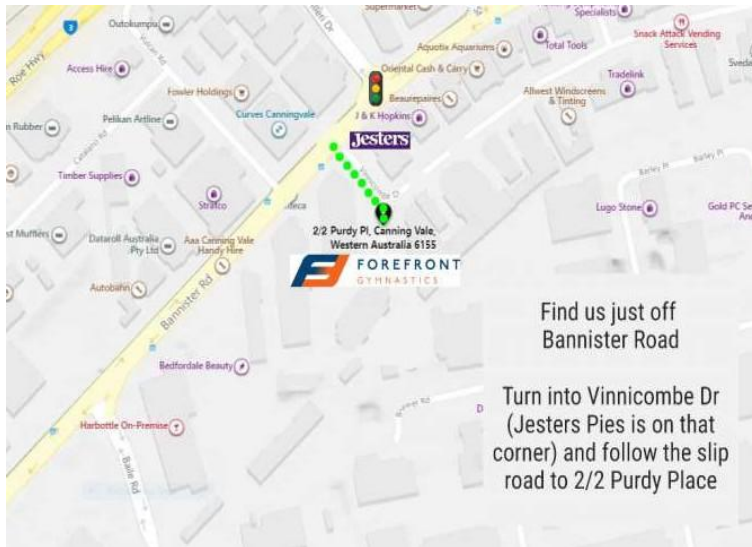 Supermarket
Specialists
Outokumpu
3
Roe Hwy
Total Tools
Snack Attack Vending
Services
Aquotix Aquariums
Access Hire
Oriental Cash & Carry
Tradelink
Fowler Holdings
Beaurepaires
Allwest Windscreens
& Tinting
Pelikan Artline
Curves Canningvale
J & K Hopkins
n Rubber
Jesters
Catalano Rd
Barley Pl
Barley Pl
Timber Supplies
Stratco
Lugo Stone
Gold PC Se
2/2 Purdy Pl, Canning Vale,
Western Australia 6155
st Mufflers
Dataroll Australia
Pty Ltd
Aaa Canning Vale
Handy Hire
FOREFRONT
GYMNASTICS
Autobahn
Bannister Rd
Find us just off
Bannister Road
Bedfordale Beauty
Turn into Vinnicombe Dr
(Jesters Pies is on that
corner) and follow the slip
road to 2/2 Purdy Place
Harbottle On-Premise
Baile Rd